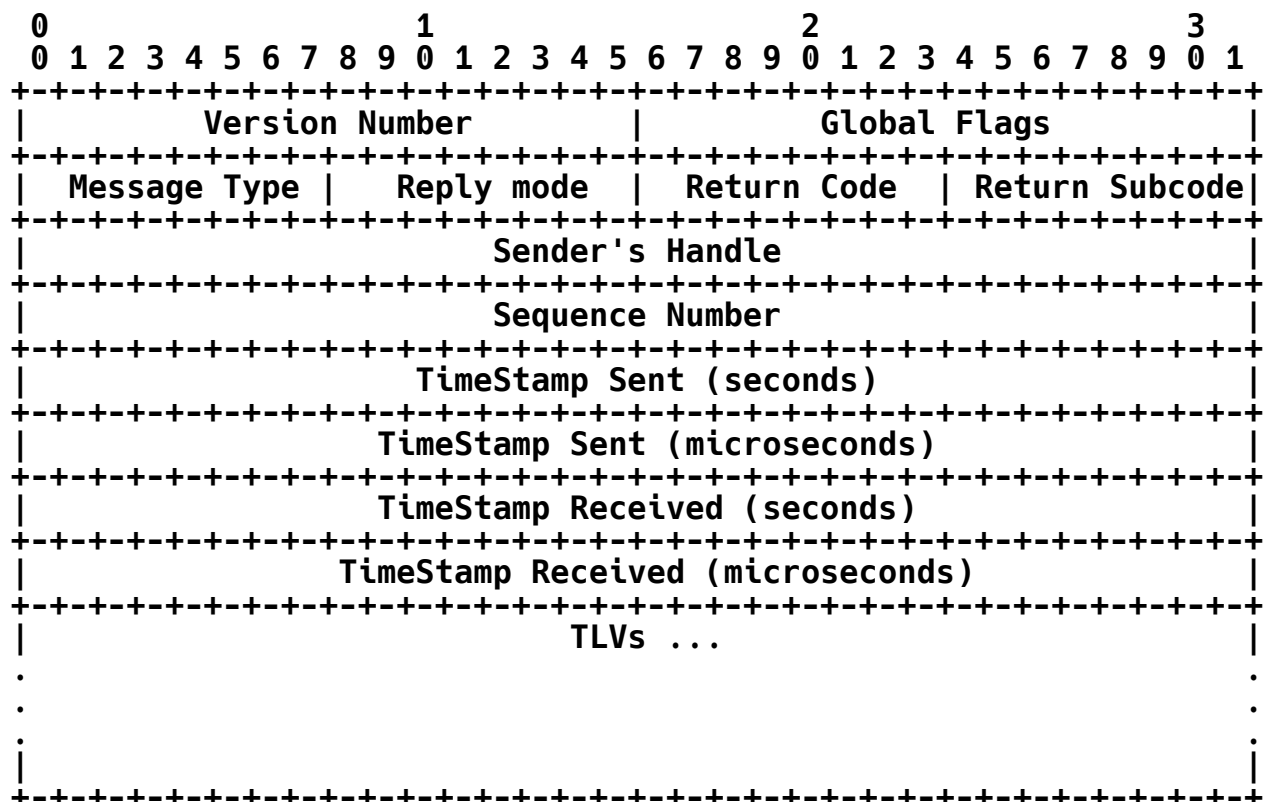 0                   1                   2                   3
 0 1 2 3 4 5 6 7 8 9 0 1 2 3 4 5 6 7 8 9 0 1 2 3 4 5 6 7 8 9 0 1
+-+-+-+-+-+-+-+-+-+-+-+-+-+-+-+-+-+-+-+-+-+-+-+-+-+-+-+-+-+-+-+-+
|         Version Number        |         Global Flags          |
+-+-+-+-+-+-+-+-+-+-+-+-+-+-+-+-+-+-+-+-+-+-+-+-+-+-+-+-+-+-+-+-+
|  Message Type |   Reply mode  |  Return Code  | Return Subcode|
+-+-+-+-+-+-+-+-+-+-+-+-+-+-+-+-+-+-+-+-+-+-+-+-+-+-+-+-+-+-+-+-+
|                        Sender's Handle                        |
+-+-+-+-+-+-+-+-+-+-+-+-+-+-+-+-+-+-+-+-+-+-+-+-+-+-+-+-+-+-+-+-+
|                        Sequence Number                        |
+-+-+-+-+-+-+-+-+-+-+-+-+-+-+-+-+-+-+-+-+-+-+-+-+-+-+-+-+-+-+-+-+
|                    TimeStamp Sent (seconds)                   |
+-+-+-+-+-+-+-+-+-+-+-+-+-+-+-+-+-+-+-+-+-+-+-+-+-+-+-+-+-+-+-+-+
|                  TimeStamp Sent (microseconds)                |
+-+-+-+-+-+-+-+-+-+-+-+-+-+-+-+-+-+-+-+-+-+-+-+-+-+-+-+-+-+-+-+-+
|                  TimeStamp Received (seconds)                 |
+-+-+-+-+-+-+-+-+-+-+-+-+-+-+-+-+-+-+-+-+-+-+-+-+-+-+-+-+-+-+-+-+
|                TimeStamp Received (microseconds)              |
+-+-+-+-+-+-+-+-+-+-+-+-+-+-+-+-+-+-+-+-+-+-+-+-+-+-+-+-+-+-+-+-+
|                            TLVs ...                           |
.                                                               .
.                                                               .
.                                                               .
|                                                               |
+-+-+-+-+-+-+-+-+-+-+-+-+-+-+-+-+-+-+-+-+-+-+-+-+-+-+-+-+-+-+-+-+